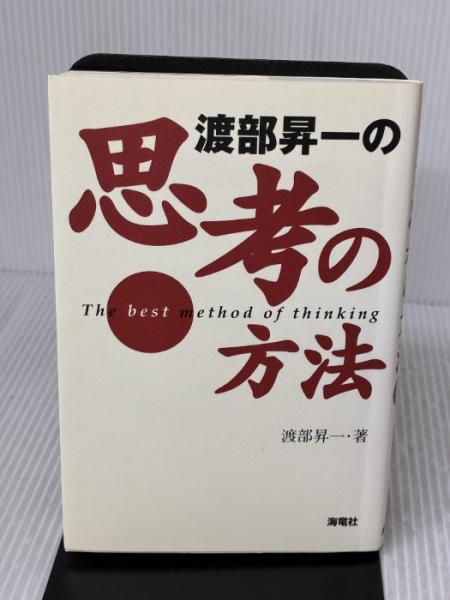 渡部昇一の
思考の
The best method of thinking
方法
渡部昇一・著
海竜社